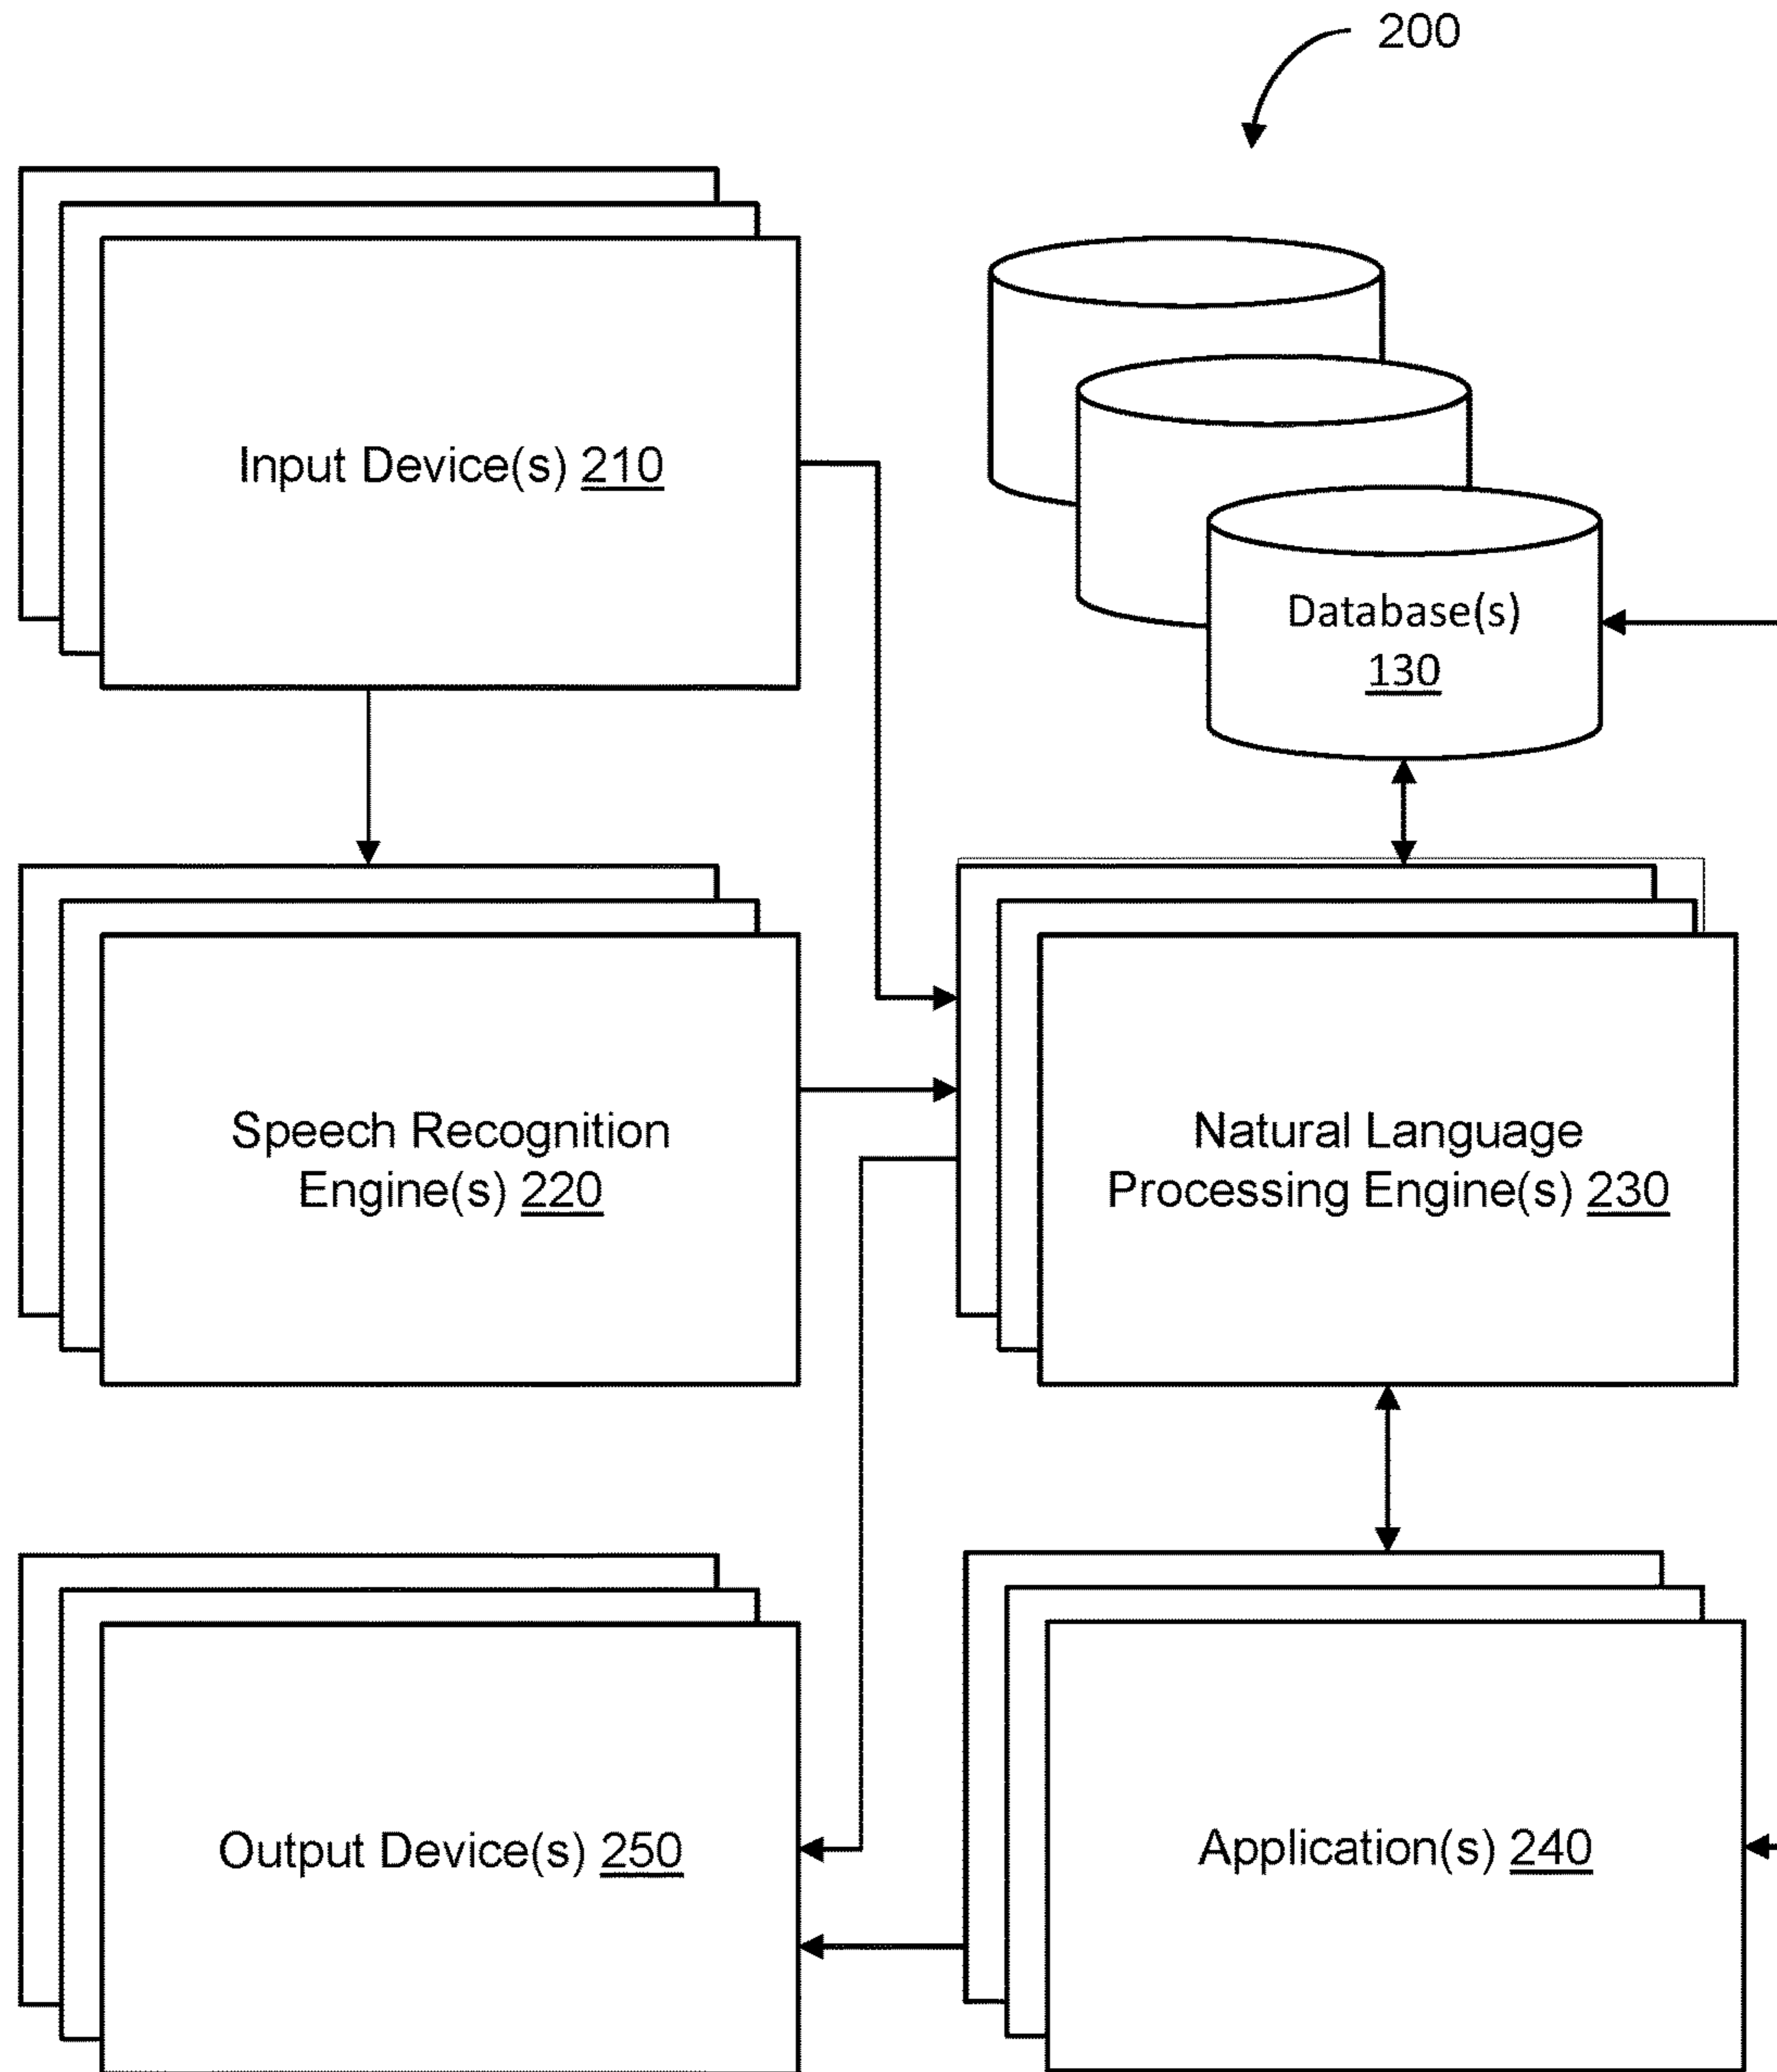 200
Input Device(s) 210
Database(s)
130
Speech Recognition
Engine(s) 220
Natural Language
Processing Engine(s) 230
Output Device(s) 250
Application(s) 240